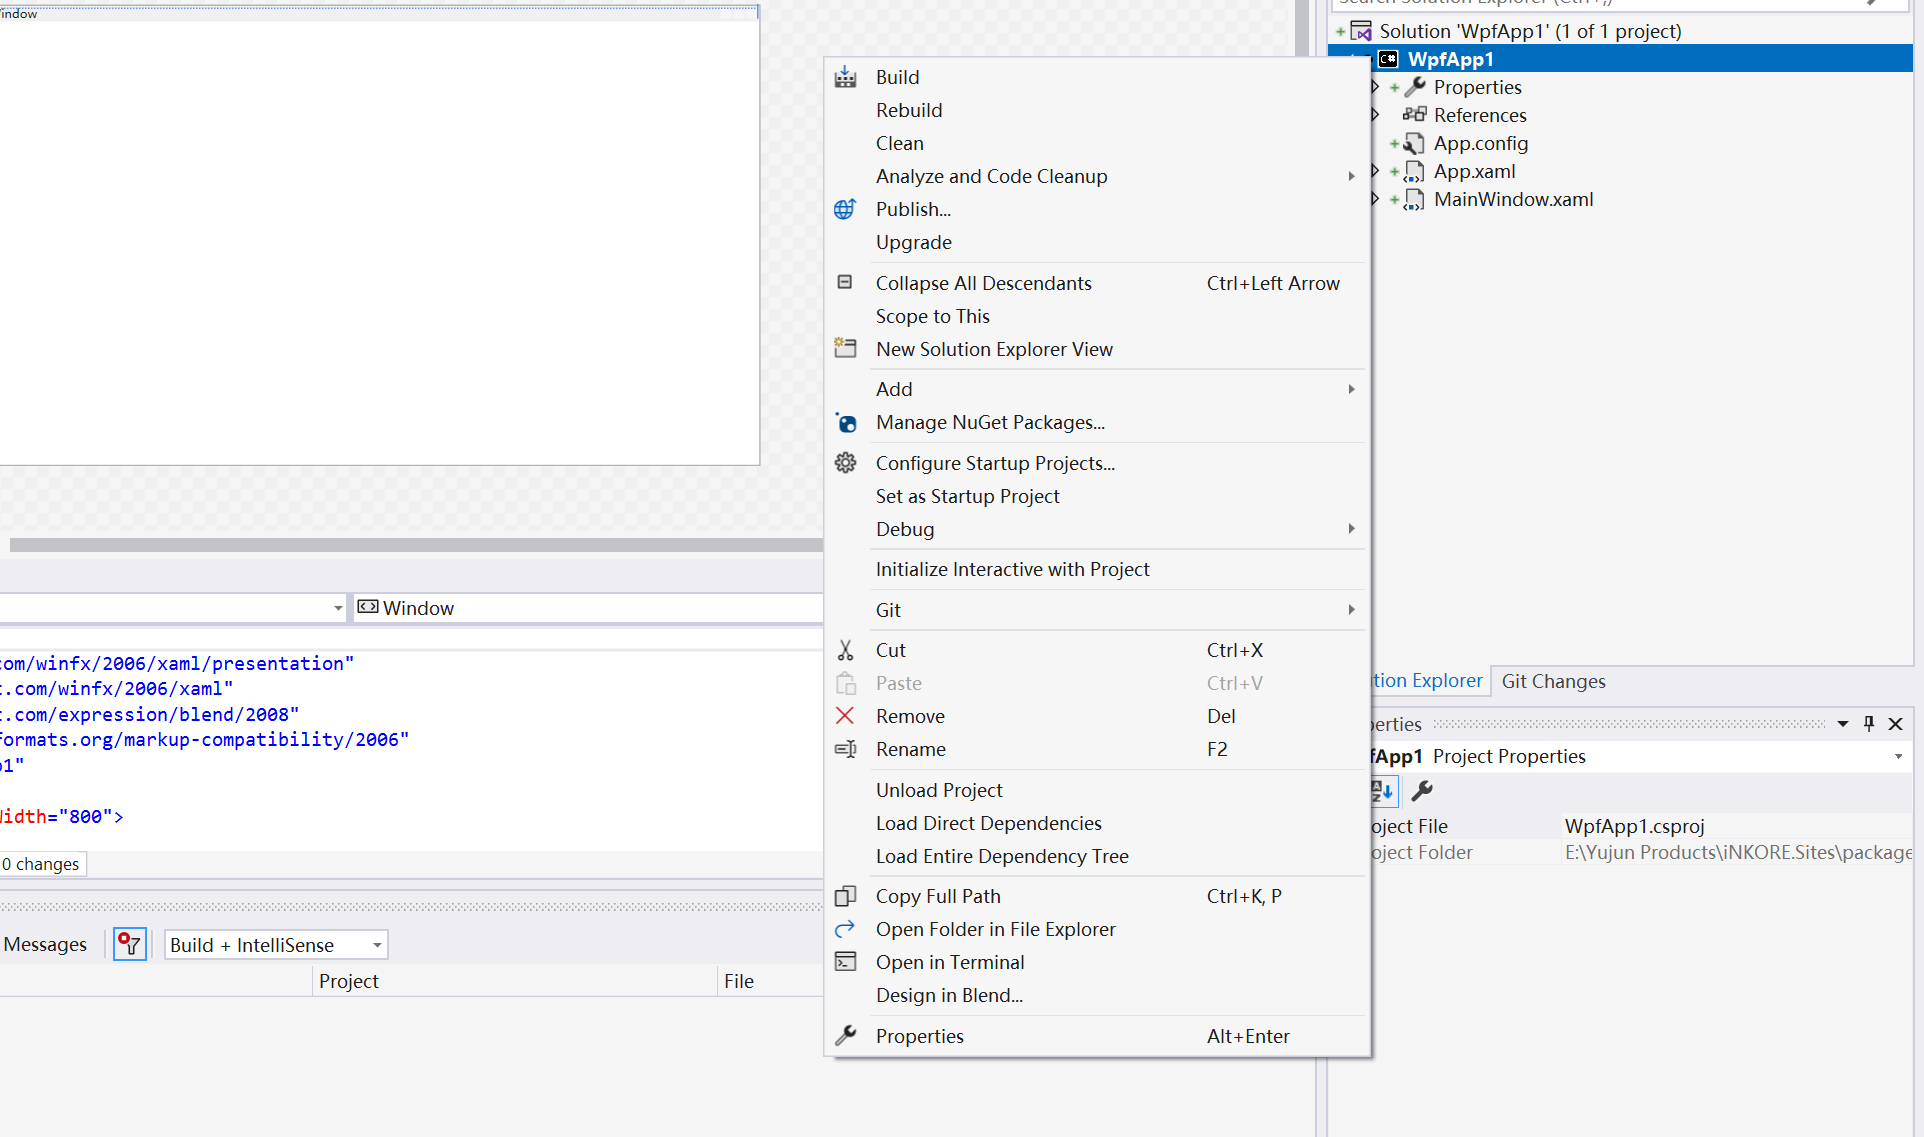 Window
Build
Rebuild
Clean
Analyze and Code Cleanup
Publish...
Upgrade
Collapse All Descendants Ctrl+Left Arrow
Scope to This
New Solution Explorer View
Add
Manage NuGet Packages...
Configure Startup Projects...
Set as Startup Project
Debug
Initialize Interactive with Project
Git
Cut Ctrl+X
Paste Ctrl+V
Remove Del
Rename F2
Unload Project
Load Direct Dependencies
Load Entire Dependency Tree
Copy Full Path Ctrl+K, P
Open Folder in File Explorer
Open in Terminal
Design in Blend...
Properties Alt+Enter
Window
com/winfx/2006/xaml/presentation"
t.com/winfx/2006/xaml"
t.com/expression/blend/2008"
formats.org/markup-compatibility/2006"
p1"
Width="800">
0 changes
Messages Build + IntelliSense
Project File
Solution 'WpfApp1' (1 of 1 project)
C# WpfApp1
Properties
References
App.config
App.xaml
MainWindow.xaml
tion Explorer Git Changes
perties
fApp1 Project Properties
oject File WpfApp1.csproj
oject Folder E:\Yujun Products\iNKORE.Sites\package